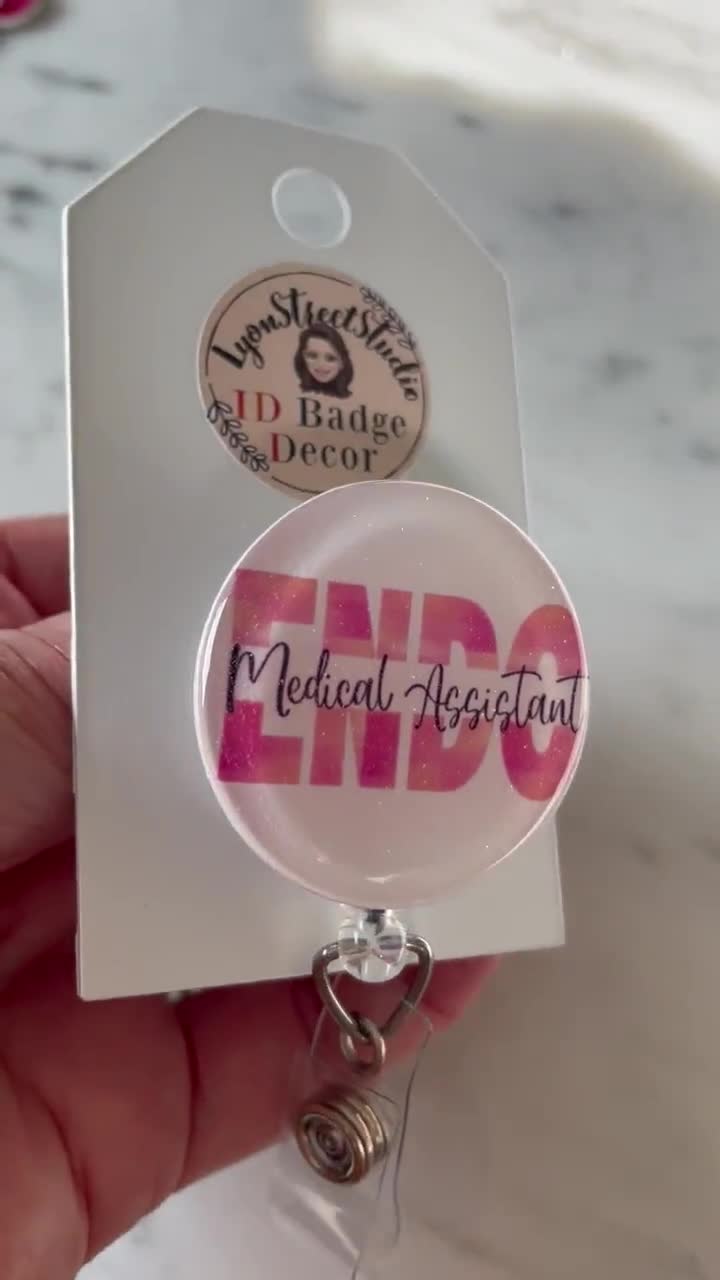 LyonStreetStudio
ID Badge
Decor
ENDO
Medical Assistant